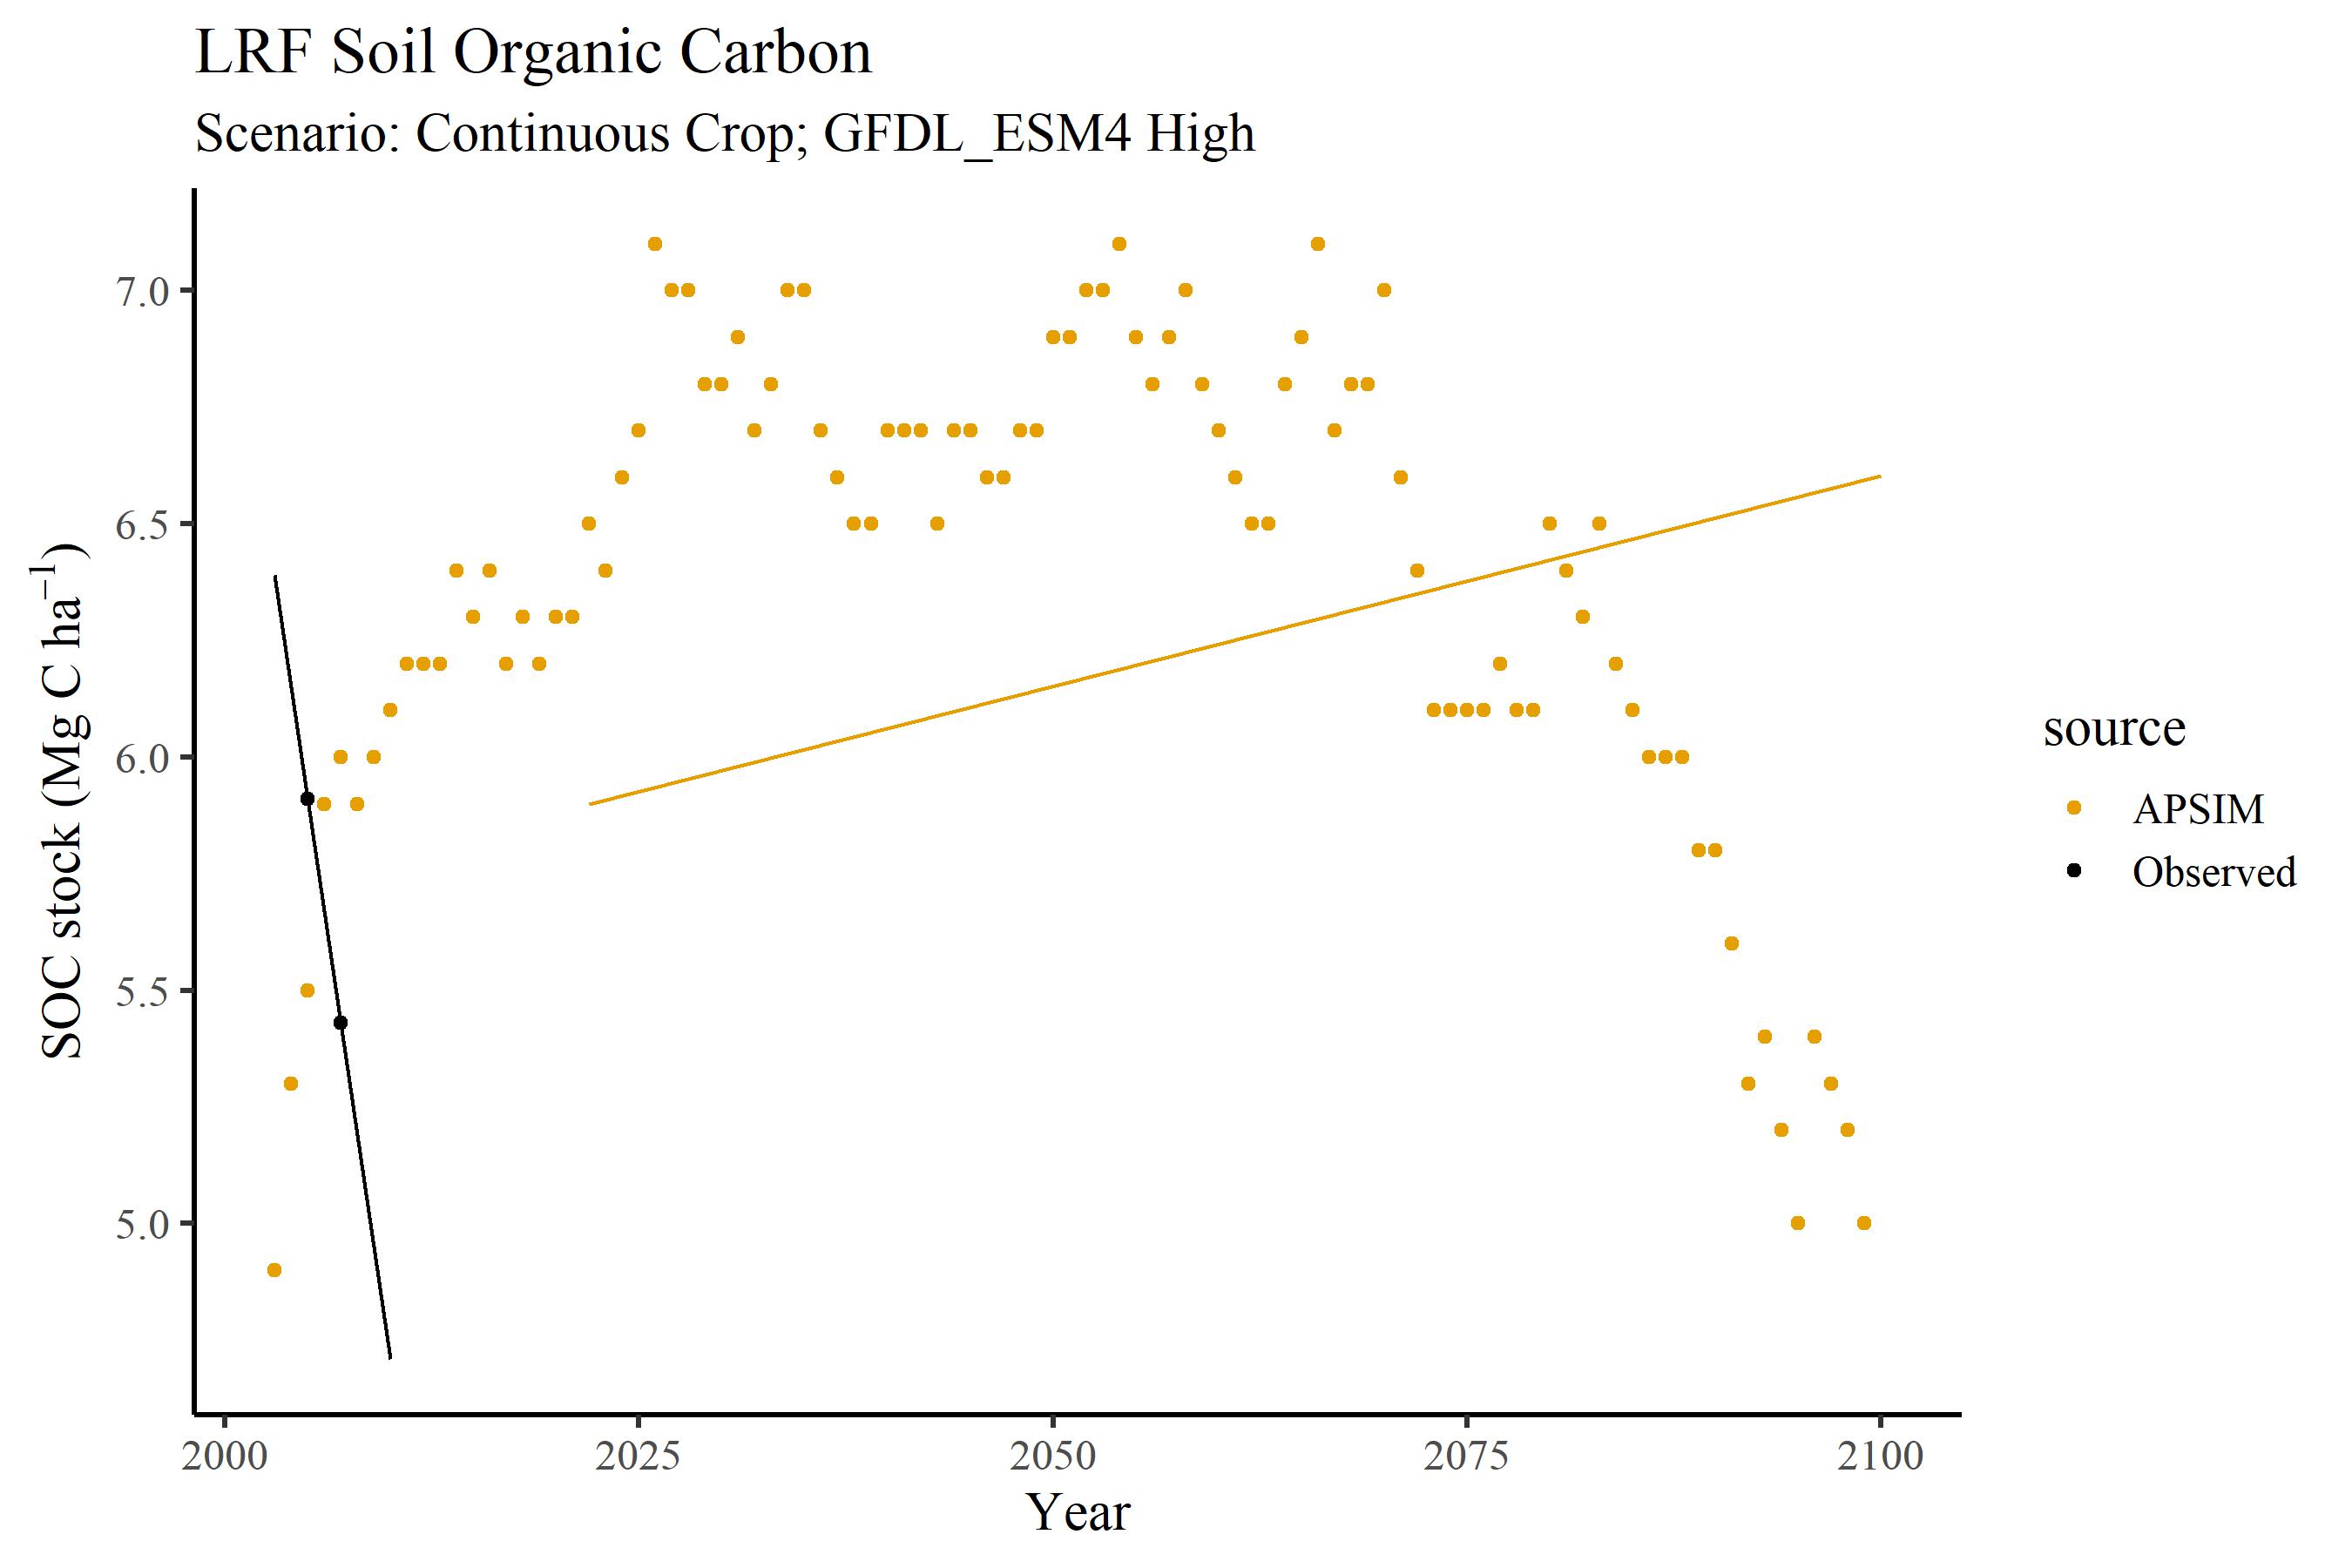 LRF Soil Organic Carbon
Scenario: Continuous Crop; GFDL_ESM4 High
SOC stock (Mg C ha⁻¹)
7.0
6.5
6.0
5.5
5.0
2000 2025 2050 2075 2100
Year
source
APSIM
Observed